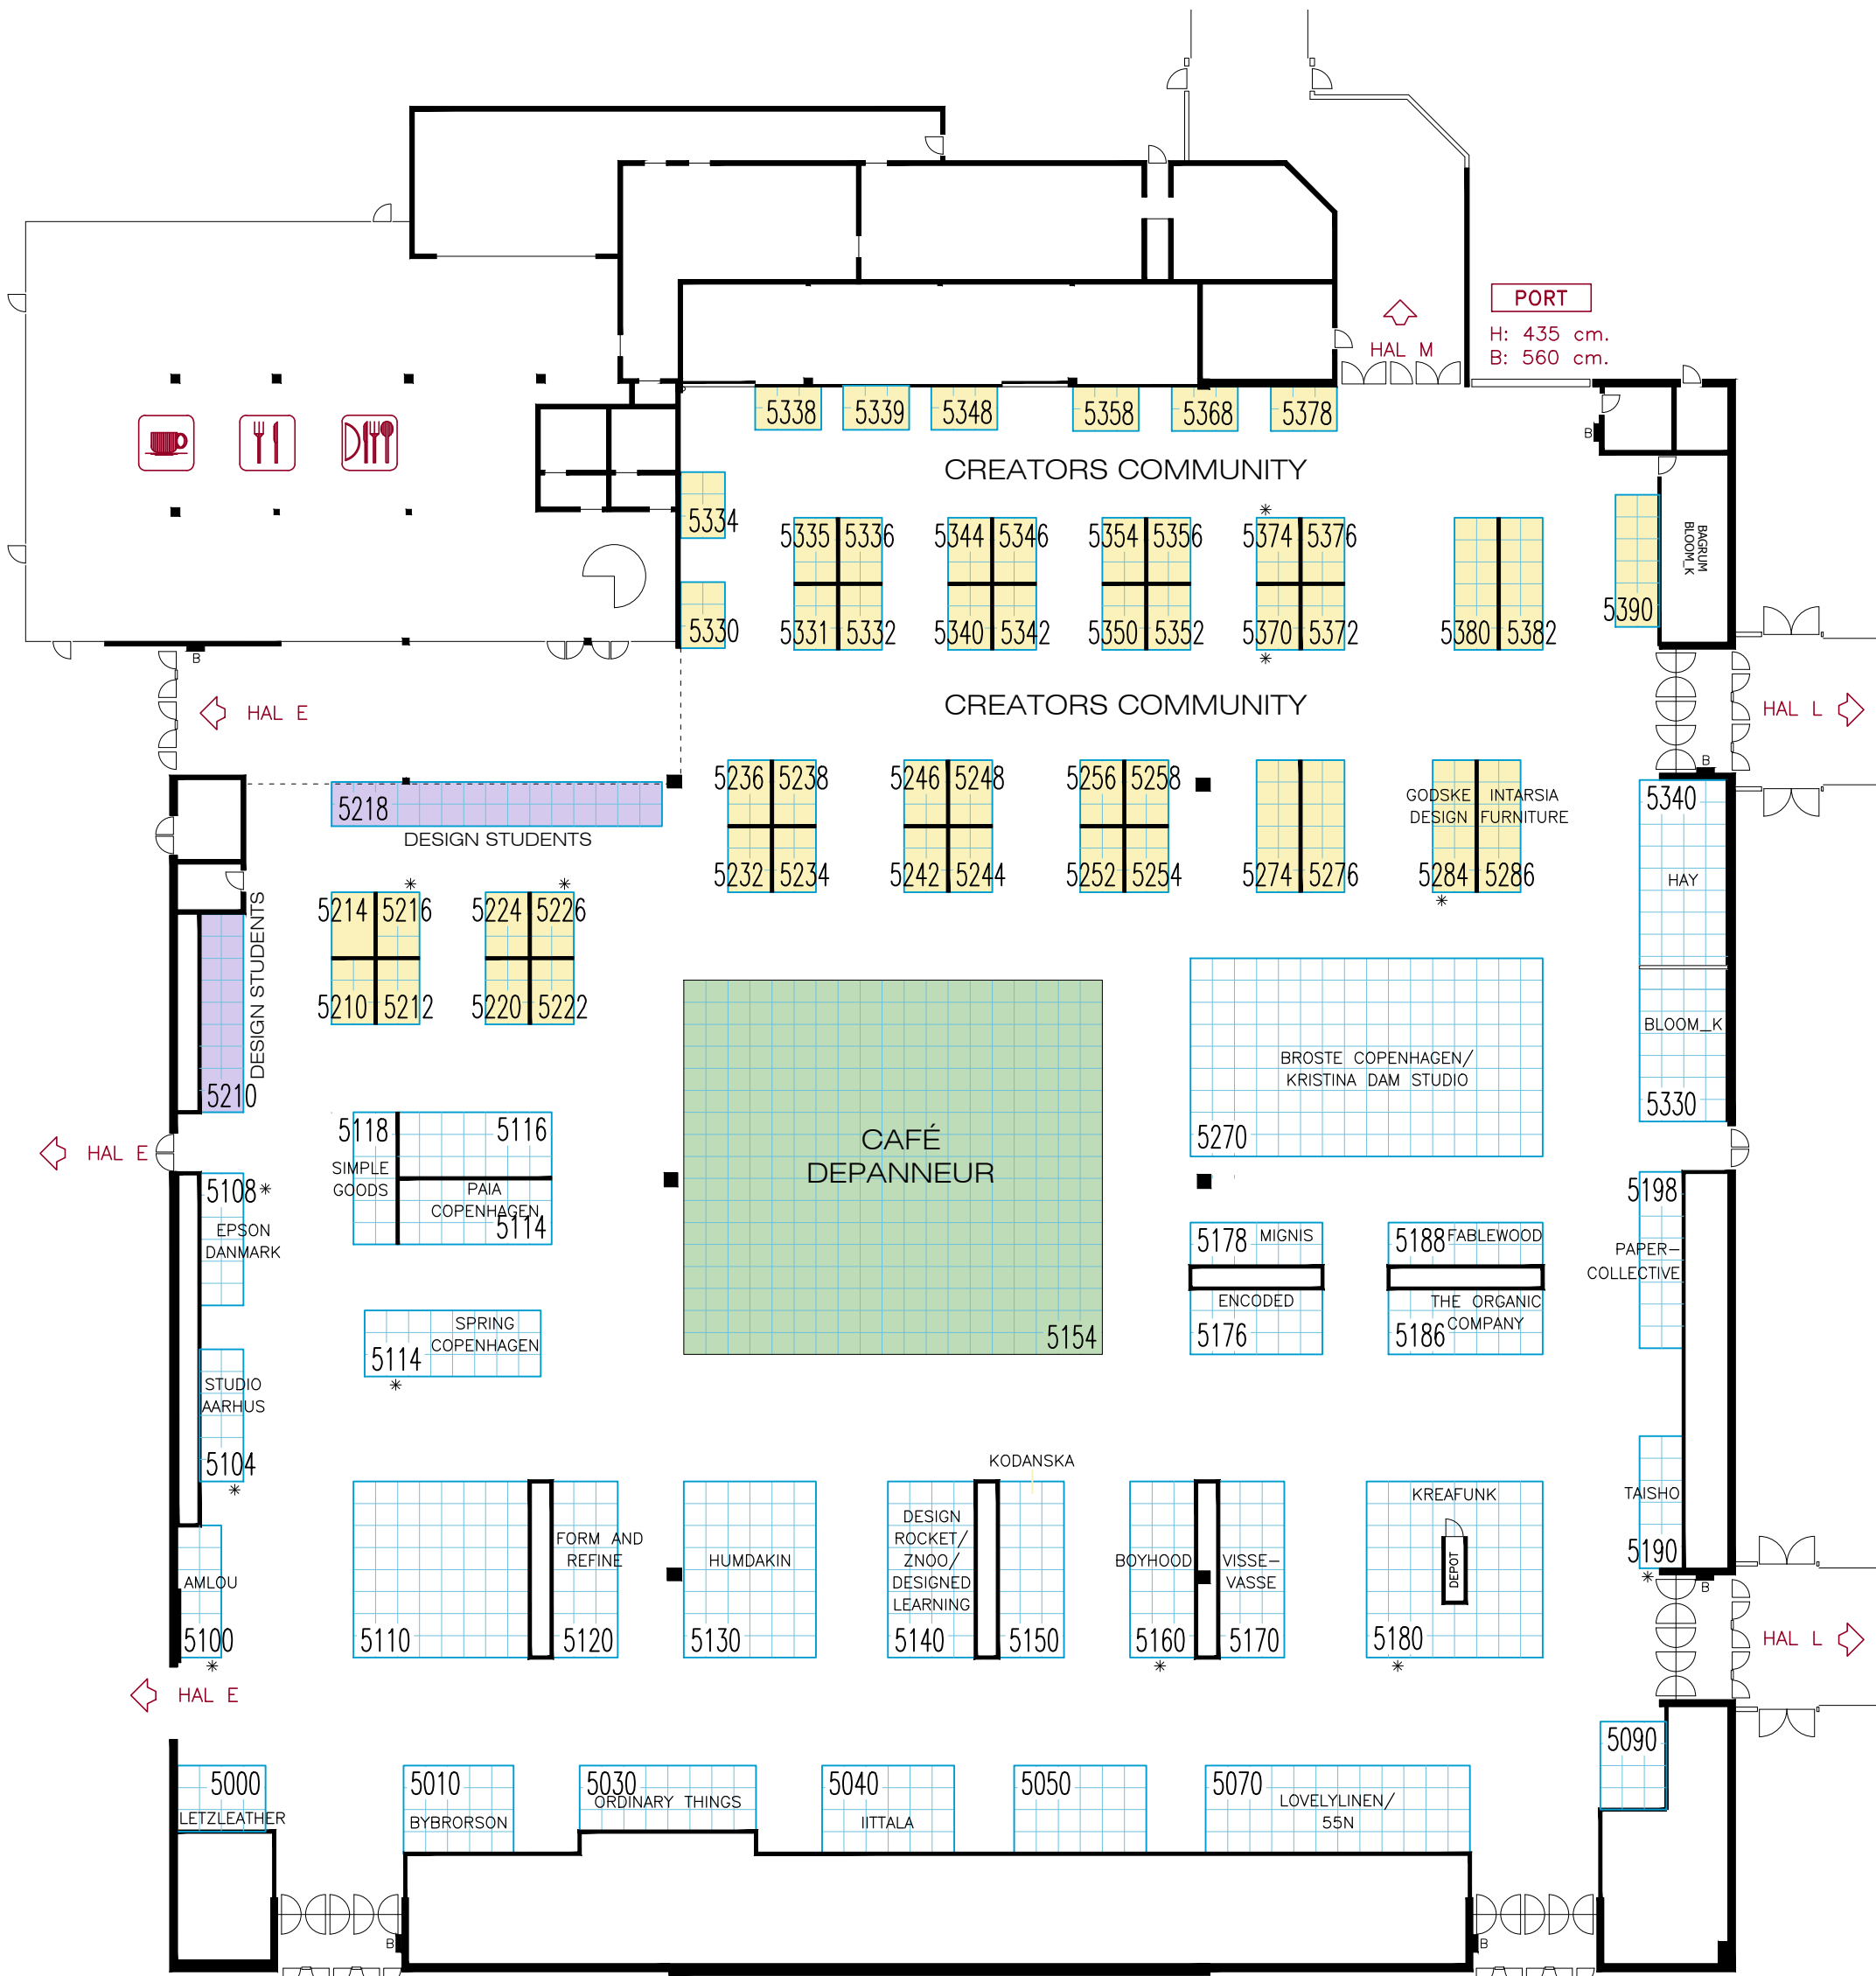 PORT
H: 435 cm.
B: 560 cm.
HAL M
5338
5339
5348
5358
5368
5378
B
CREATORS COMMUNITY
5334
5335
5336
5344
5346
5354
5356
5374
5376
BAGRUM
BLOOM_K
5330
5331
5332
5340
5342
5350
5352
5370
5372
5380
5382
5390
B
HAL E
CREATORS COMMUNITY
HAL L
B
5218
DESIGN STUDENTS
5236
5238
5246
5248
5256
5258
GODSKE
DESIGN
INTARSIA
FURNITURE
5340
HAY
5232
5234
5242
5244
5252
5254
5274
5276
5284
5286
DESIGN STUDENTS
5214
5216
5224
5226
5210
5212
5220
5222
5210
BLOOM_K
5330
BROSTE COPENHAGEN/
KRISTINA DAM STUDIO
5270
HAL E
5118
SIMPLE
GOODS
5116
PAIA
COPENHAGEN
5114
CAFÉ
DEPANNEUR
5154
5108
EPSON
DANMARK
5178
MIGNIS
5188
FABLEWOOD
5198
PAPER-
COLLECTIVE
ENCODED
5176
THE ORGANIC
COMPANY
5186
SPRING
COPENHAGEN
5114
STUDIO
AARHUS
5104
KODANSKA
AMLOU
5100
5110
FORM AND
REFINE
5120
HUMDAKIN
5130
DESIGN
ROCKET/
ZNOO/
DESIGNED
LEARNING
5140
5150
BOYHOOD
5160
VISSE-
VASSE
5170
KREAFUNK
DEPOT
5180
TAISHO
5190
B
HAL E
HAL L
5000
LETZLEATHER
5010
BYBRORSON
5030
ORDINARY THINGS
5040
IITTALA
5050
5070
LOVELYLINEN/
55N
5090
B
B